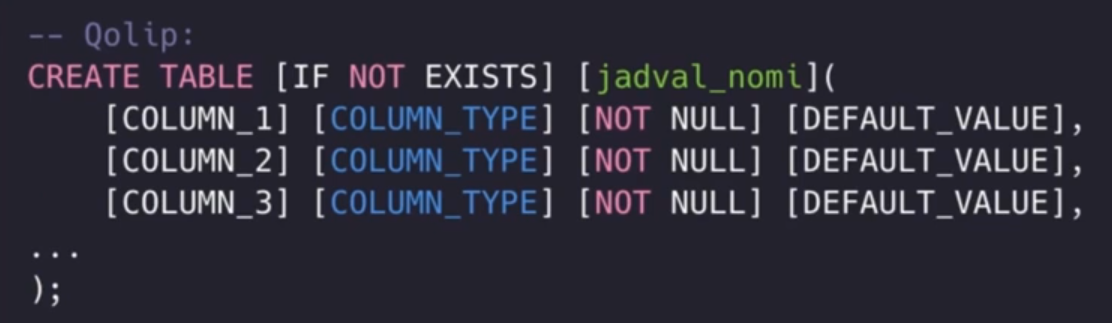 -- Qolip:
CREATE TABLE [IF NOT EXISTS] [jadval_nomi](
[COLUMN_1] [COLUMN_TYPE] [NOT NULL] [DEFAULT_VALUE],
[COLUMN_2] [COLUMN_TYPE] [NOT NULL] [DEFAULT_VALUE],
[COLUMN_3] [COLUMN_TYPE] [NOT NULL] [DEFAULT_VALUE],
...
);